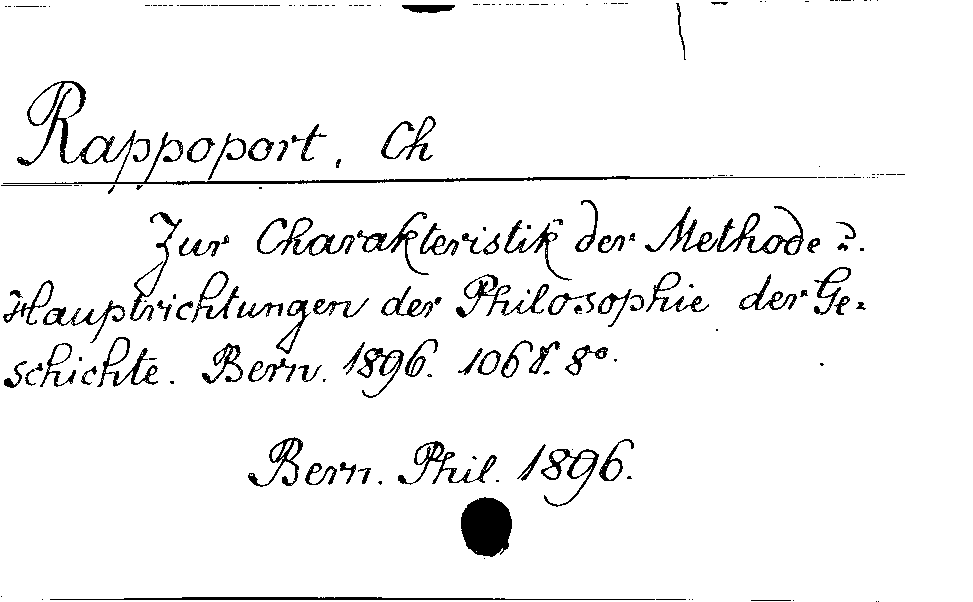 Rappoport, Ch
Zur Charakteristik der Methode u.
Hauptrichtungen der Philosophie der Ge-
schichte. Bern. 1896. 106 S. 8°.
Bern. Phil. 1896.